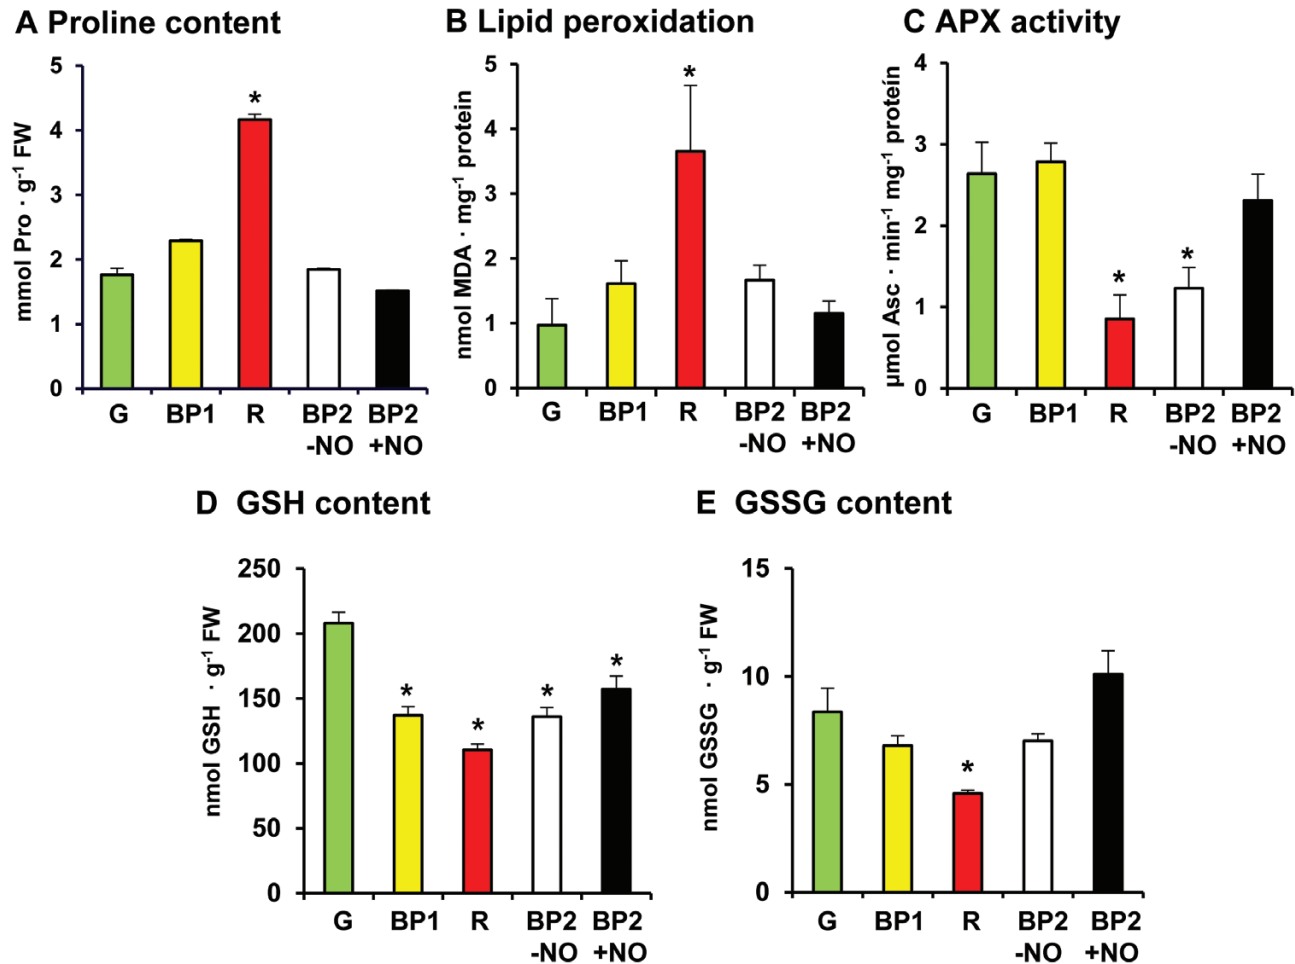 A Proline content
B Lipid peroxidation
C APX activity
mmol Pro · g-1 FW
5
4
3
2
1
0
*
G BP1 R BP2 BP2
-NO +NO
nmol MDA · mg-1 protein
5
4
3
2
1
0
*
G BP1 R BP2 BP2
-NO +NO
µmol Asc · min-1 mg-1 protein
4
3
2
1
0
* *
G BP1 R BP2 BP2
-NO +NO
D GSH content
E GSSG content
nmol GSH · g-1 FW
250
200
150
100
50
0
* * * *
G BP1 R BP2 BP2
-NO +NO
nmol GSSG · g-1 FW
15
10
5
0
*
G BP1 R BP2 BP2
-NO +NO